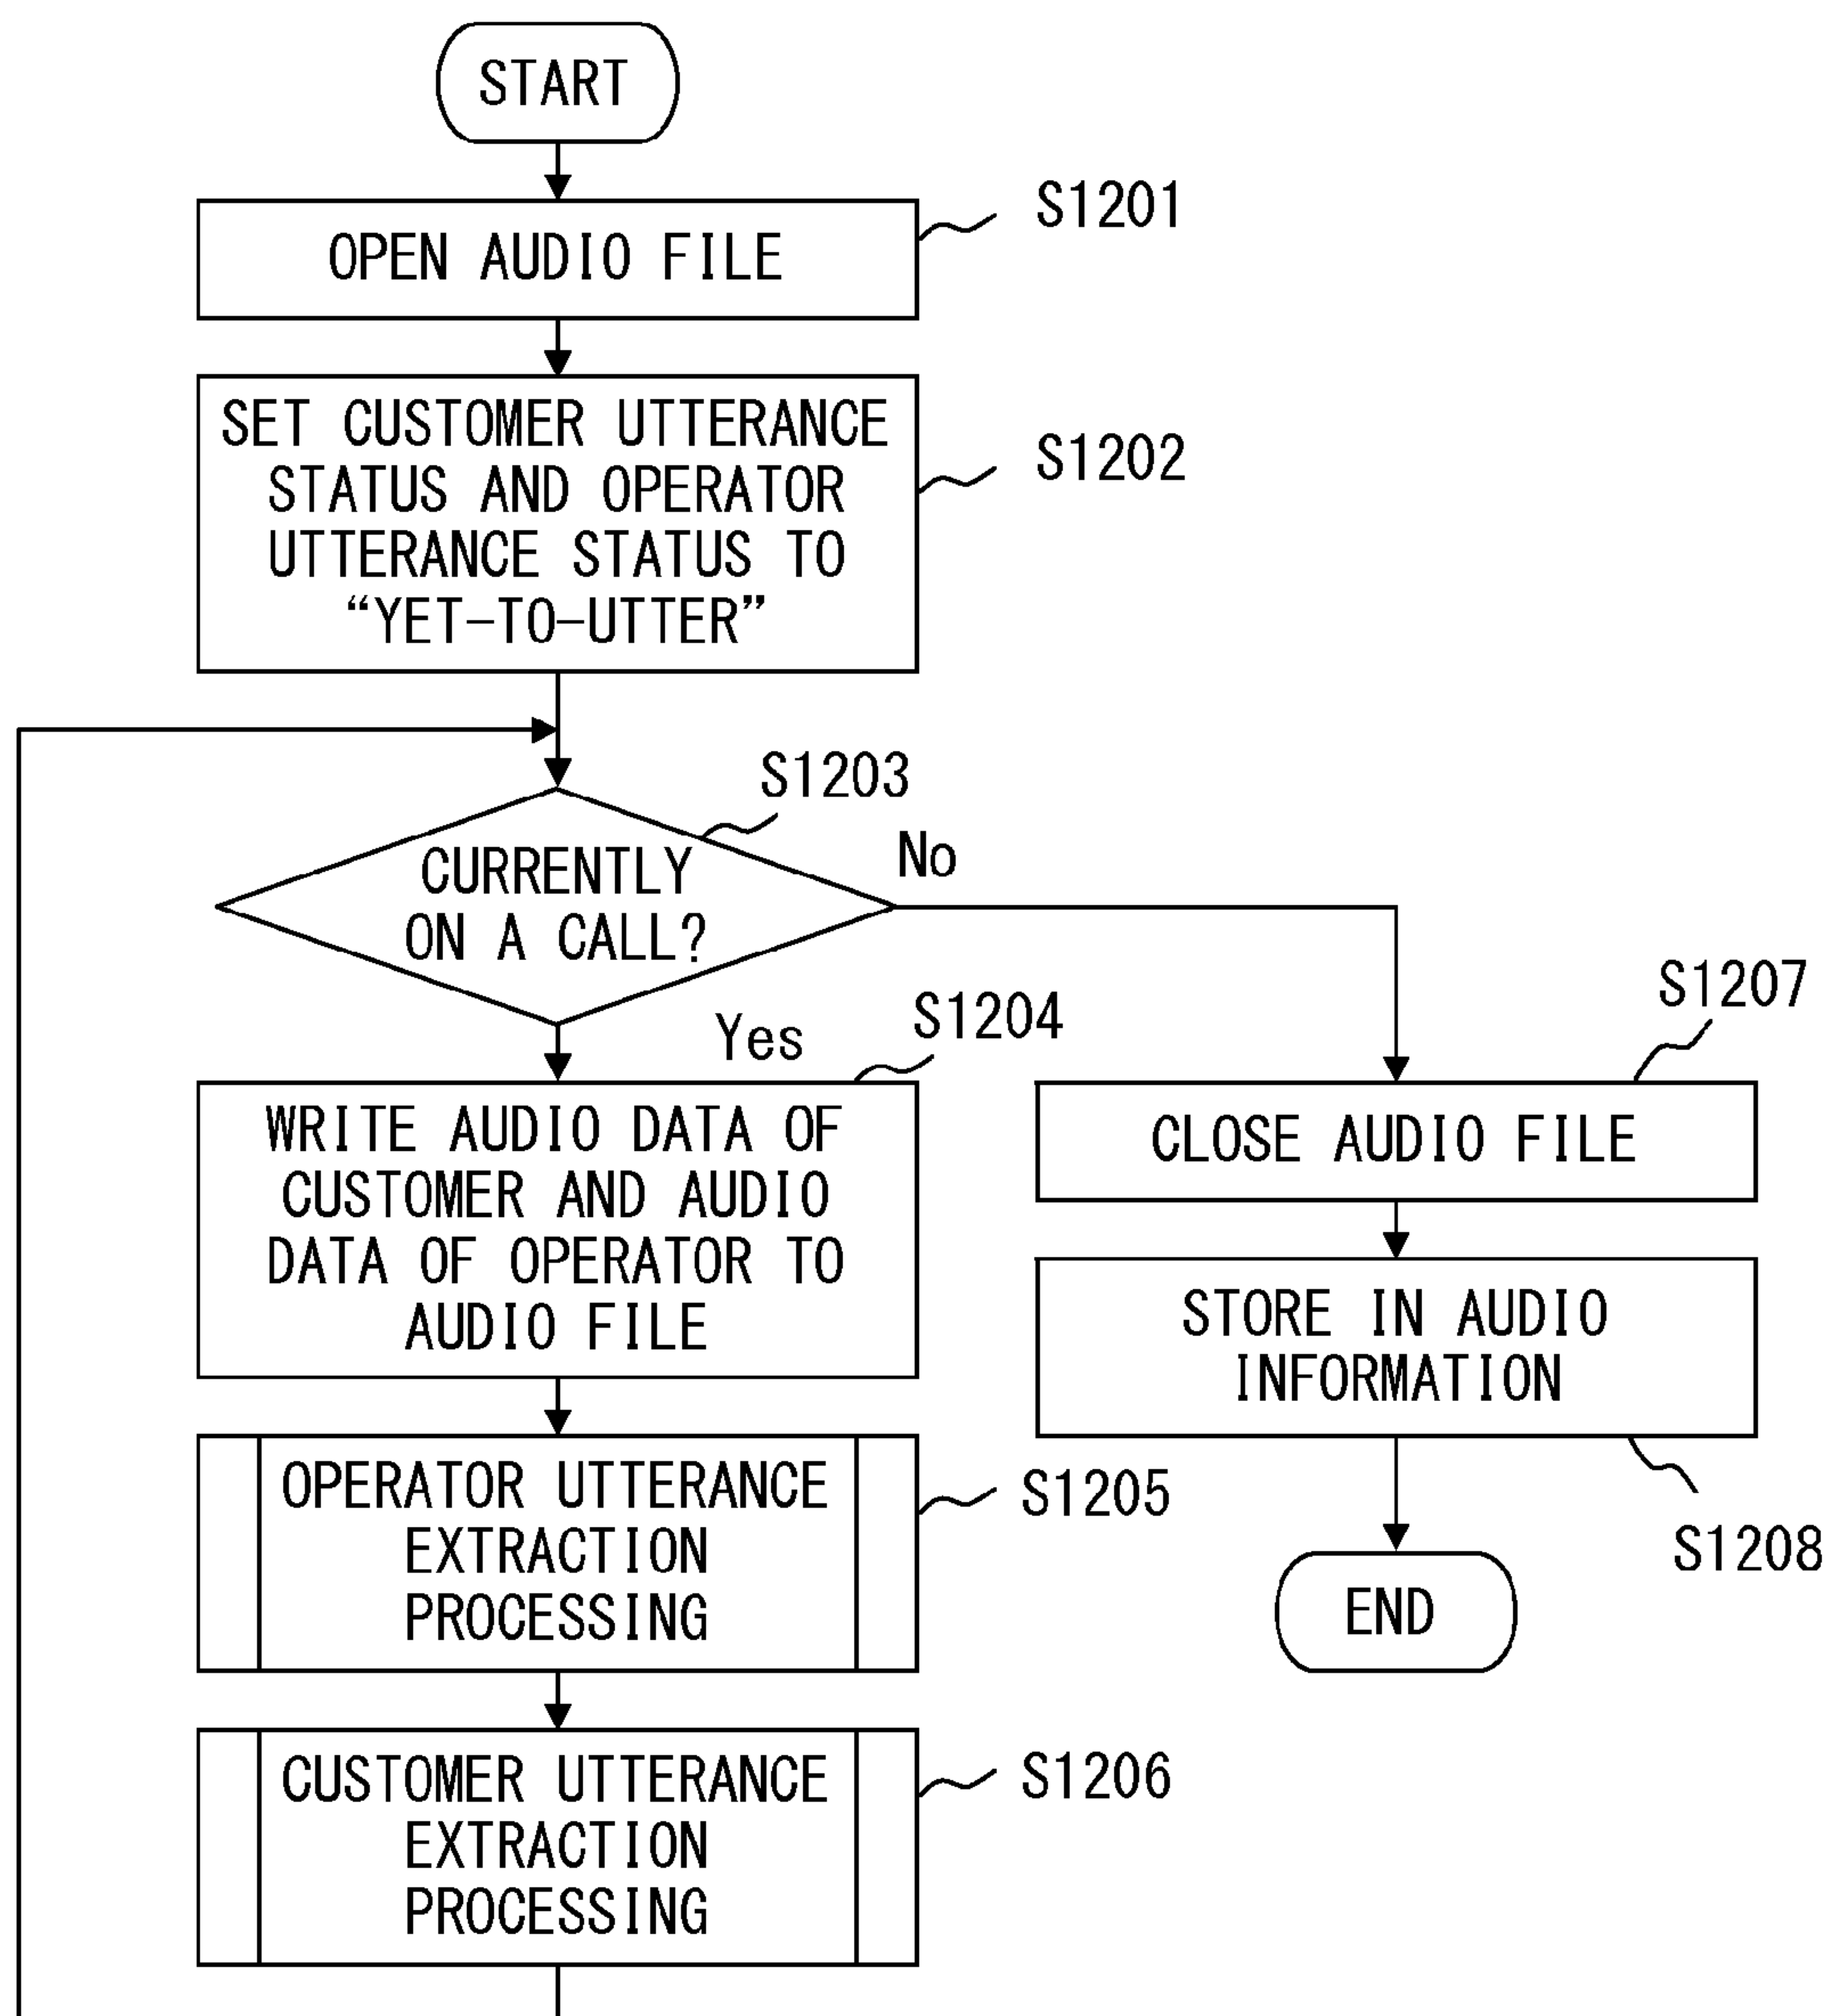 START
S1201
OPEN AUDIO FILE
SET CUSTOMER UTTERANCE
STATUS AND OPERATOR
UTTERANCE STATUS TO
“YET-TO-UTTER”
S1202
S1203
CURRENTLY
ON A CALL?
No
Yes
S1204
WRITE AUDIO DATA OF
CUSTOMER AND AUDIO
DATA OF OPERATOR TO
AUDIO FILE
OPERATOR UTTERANCE
EXTRACTION
PROCESSING
S1205
CUSTOMER UTTERANCE
EXTRACTION
PROCESSING
S1206
S1207
CLOSE AUDIO FILE
STORE IN AUDIO
INFORMATION
S1208
END